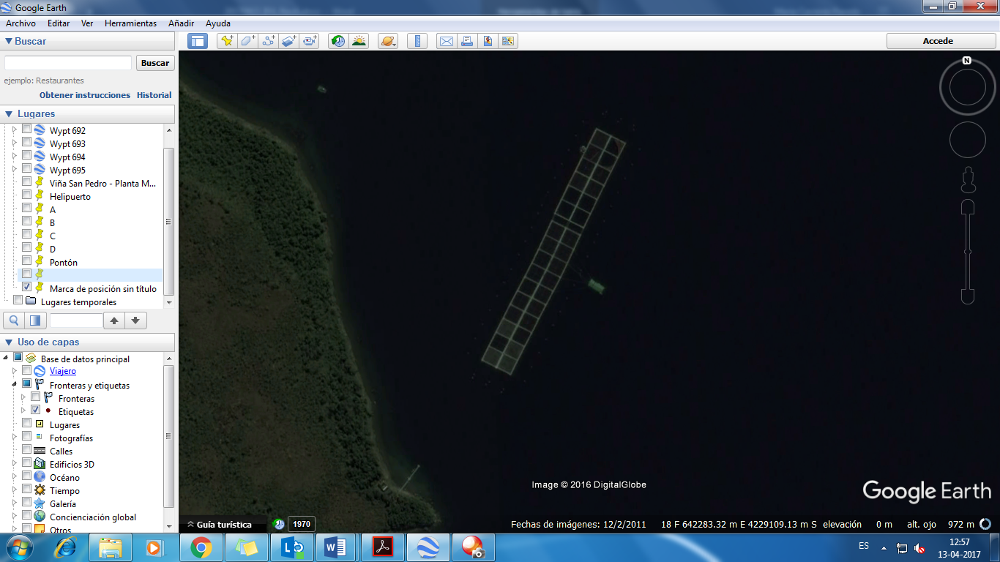 Google Earth
Archivo Editar Ver Herramientas Añadir Ayuda
Buscar
Buscar
ejemplo: Restaurantes
Obtener instrucciones Historial
Lugares
Wypt 692
Wypt 693
Wypt 694
Wypt 695
Viña San Pedro - Planta M...
Helipuerto
A
B
C
D
Pontón
Marca de posición sin título
Lugares temporales
Uso de capas
Base de datos principal
Viajero
Fronteras y etiquetas
Fronteras
Etiquetas
Lugares
Fotografías
Calles
Edificios 3D
Océano
Tiempo
Galería
Concienciación global
Otros
Accede
N
Image © 2016 DigitalGlobe
Google Earth
Guía turística 1970
Fechas de imágenes: 12/2/2011 18 F 642283.32 m E 4229109.13 m S elevación 0 m alt. ojo 972 m
ES 12:57
13-04-2017